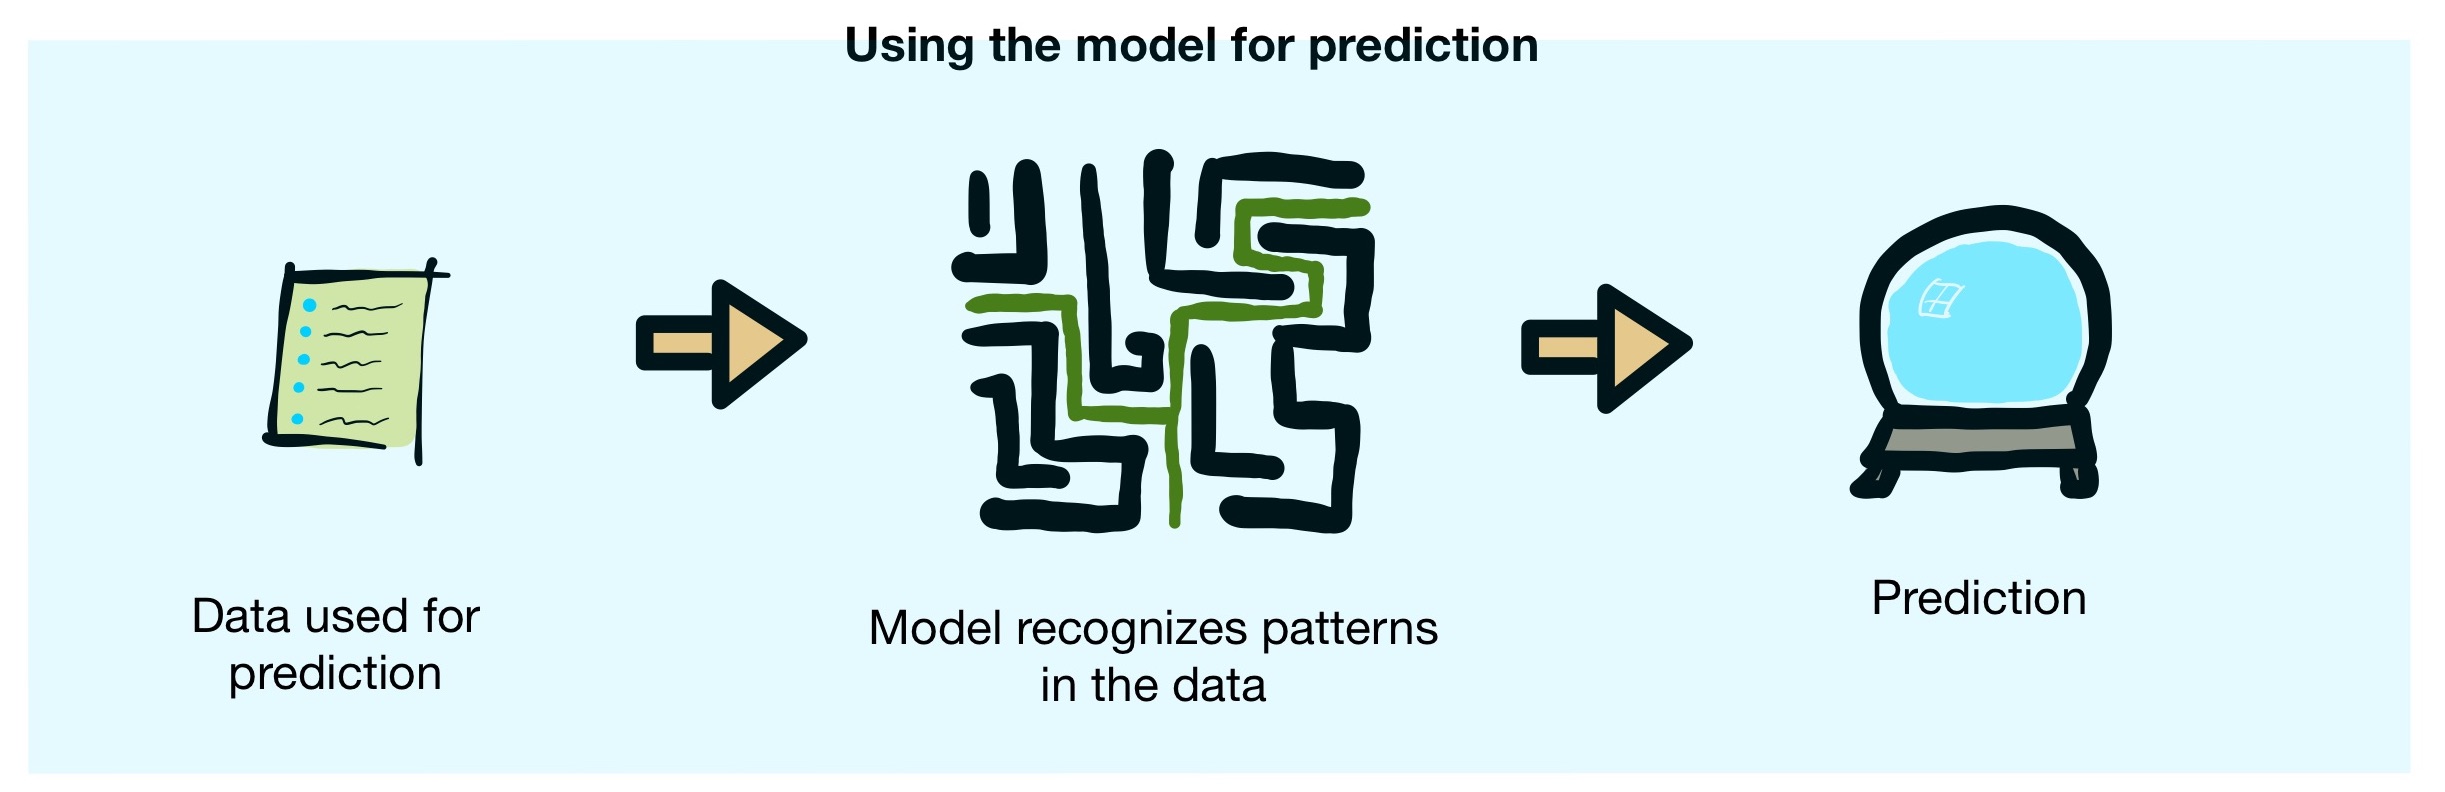 Using the model for prediction
Data used for
prediction
Model recognizes patterns
in the data
Prediction